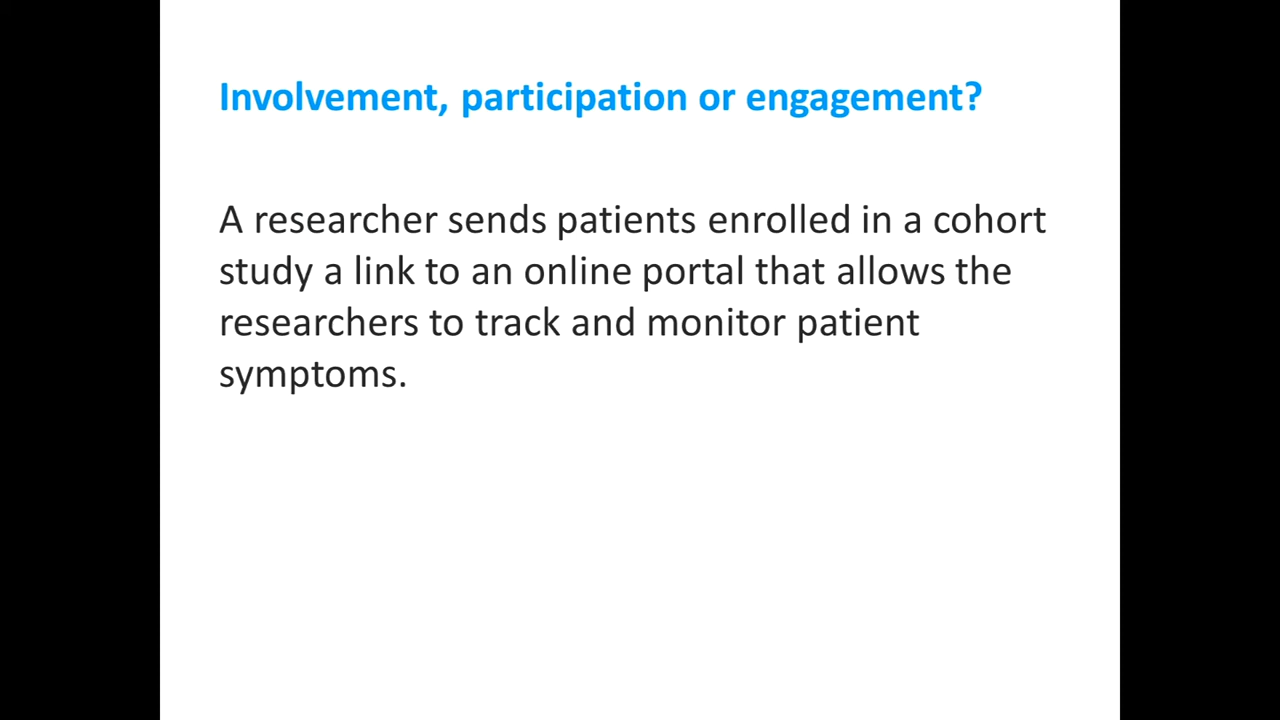 Involvement, participation or engagement?
A researcher sends patients enrolled in a cohort
study a link to an online portal that allows the
researchers to track and monitor patient
symptoms.